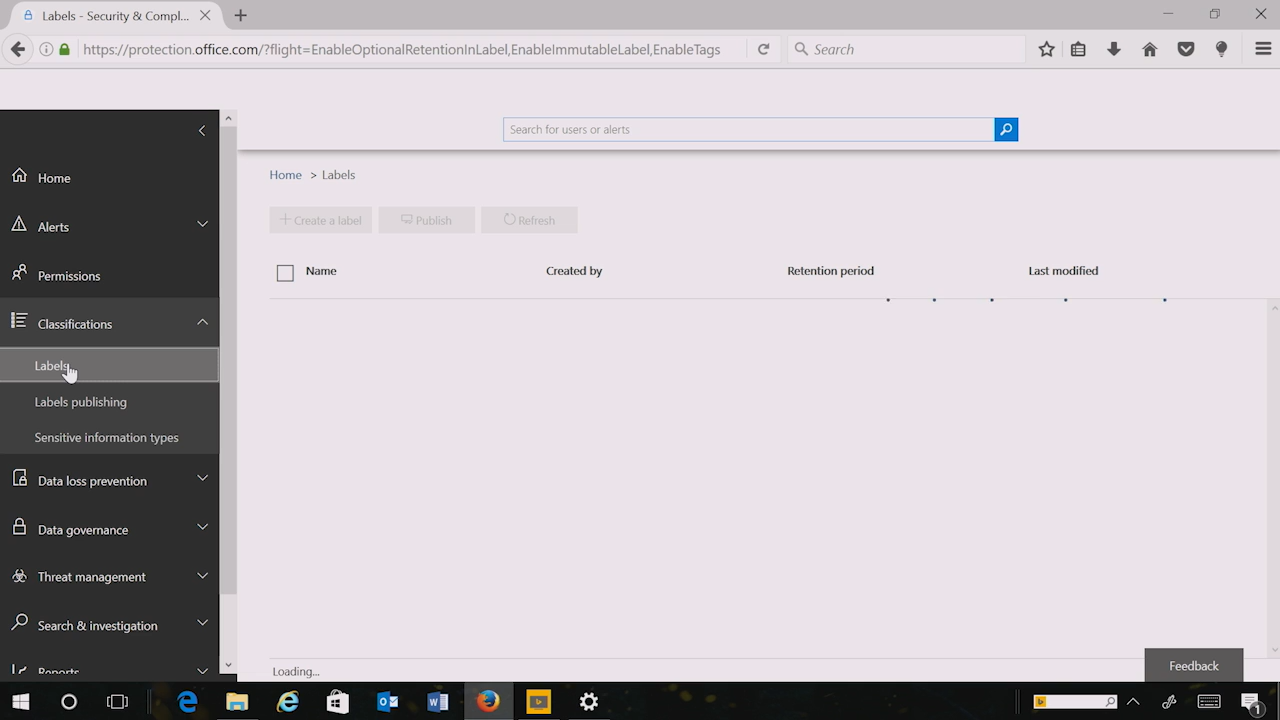 Labels - Security & Compl...
https://protection.office.com/?flight=EnableOptionalRetentionInLabel,EnableImmutableLabel,EnableTags
Search
Search for users or alerts
Home > Labels
Create a label
Publish
Refresh
Name
Created by
Retention period
Last modified
Home
Alerts
Permissions
Classifications
Labels
Labels publishing
Sensitive information types
Data loss prevention
Data governance
Threat management
Search & investigation
Reports
Loading...
Feedback
1